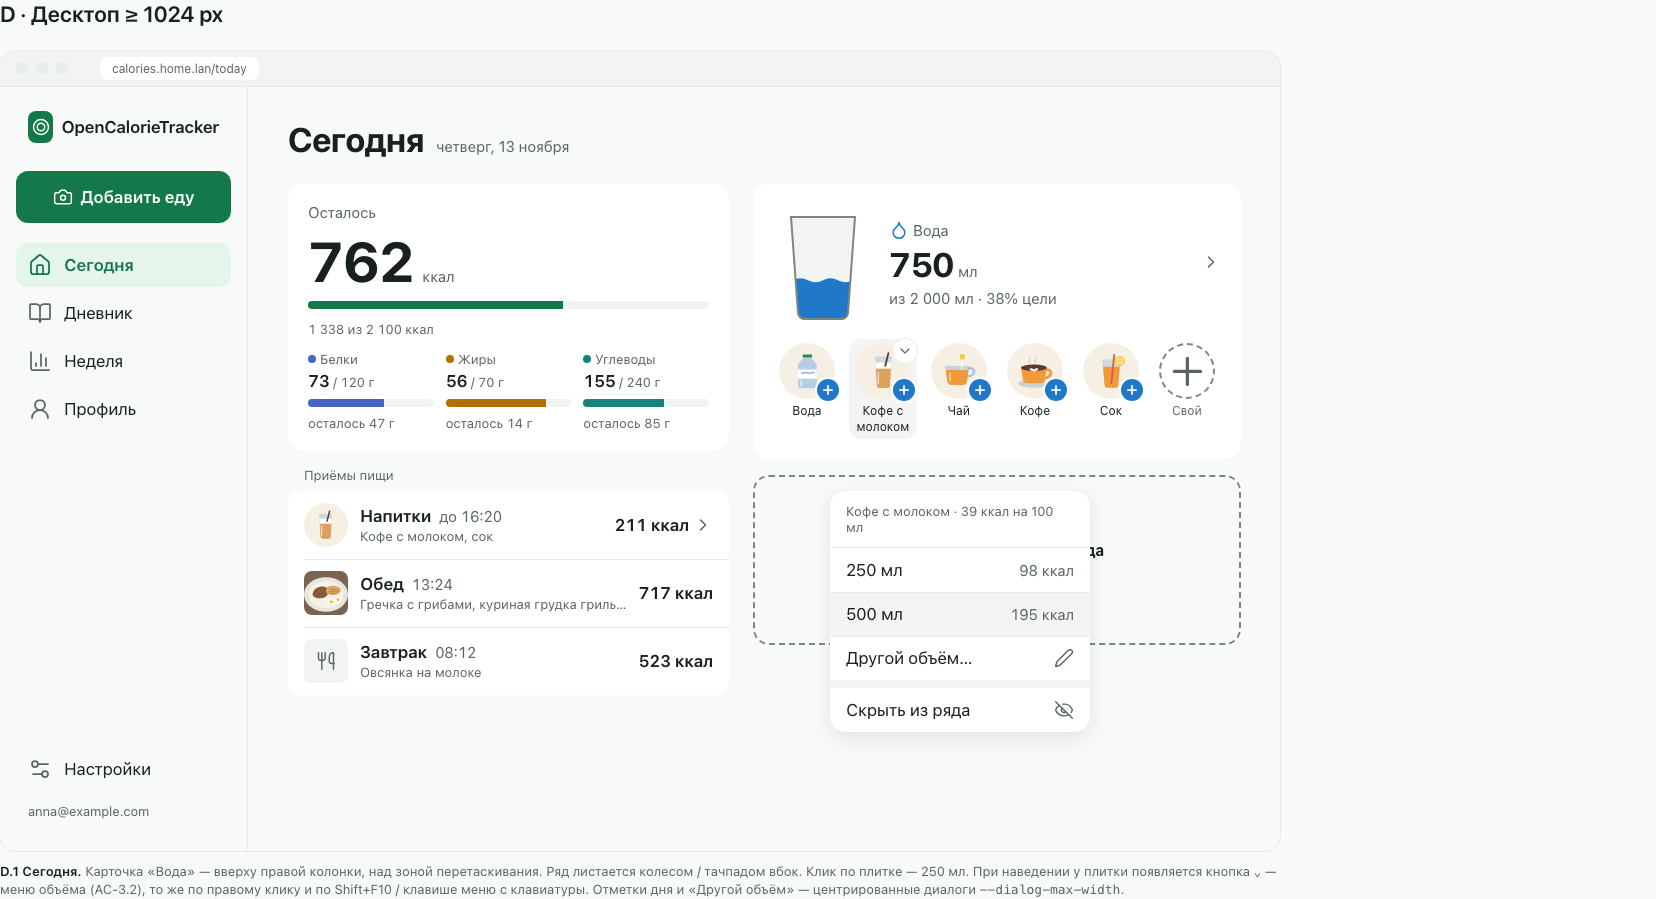 D · Десктоп ≥ 1024 px
calories.home.lan/today
OpenCalorieTracker
Добавить еду
Сегодня
Дневник
Неделя
Профиль
Настройки
anna@example.com
Сегодня четверг, 13 ноября
Осталось
762 ккал
1 338 из 2 100 ккал
Белки
73 / 120 г
осталось 47 г
Жиры
56 / 70 г
осталось 14 г
Углеводы
155 / 240 г
осталось 85 г
Приёмы пищи
Напитки до 16:20
Кофе с молоком, сок
211 ккал
Обед 13:24
Гречка с грибами, куриная грудка гриль...
717 ккал
Завтрак 08:12
Овсянка на молоке
523 ккал
Вода
750 мл
из 2 000 мл · 38% цели
Вода
Кофе с
молоком
Чай
Кофе
Сок
Свой
Кофе с молоком · 39 ккал на 100
мл
250 мл 98 ккал
500 мл 195 ккал
Другой объём...
Скрыть из ряда
D.1 Сегодня. Карточка «Вода» — вверху правой колонки, над зоной перетаскивания. Ряд листается колесом / тачпадом вбок. Клик по плитке — 250 мл. При наведении у плитки появляется кнопка ⌄ —
меню объёма (AC-3.2), то же по правому клику и по Shift+F10 / клавише меню с клавиатуры. Отметки дня и «Другой объём» — центрированные диалоги --dialog-max-width.